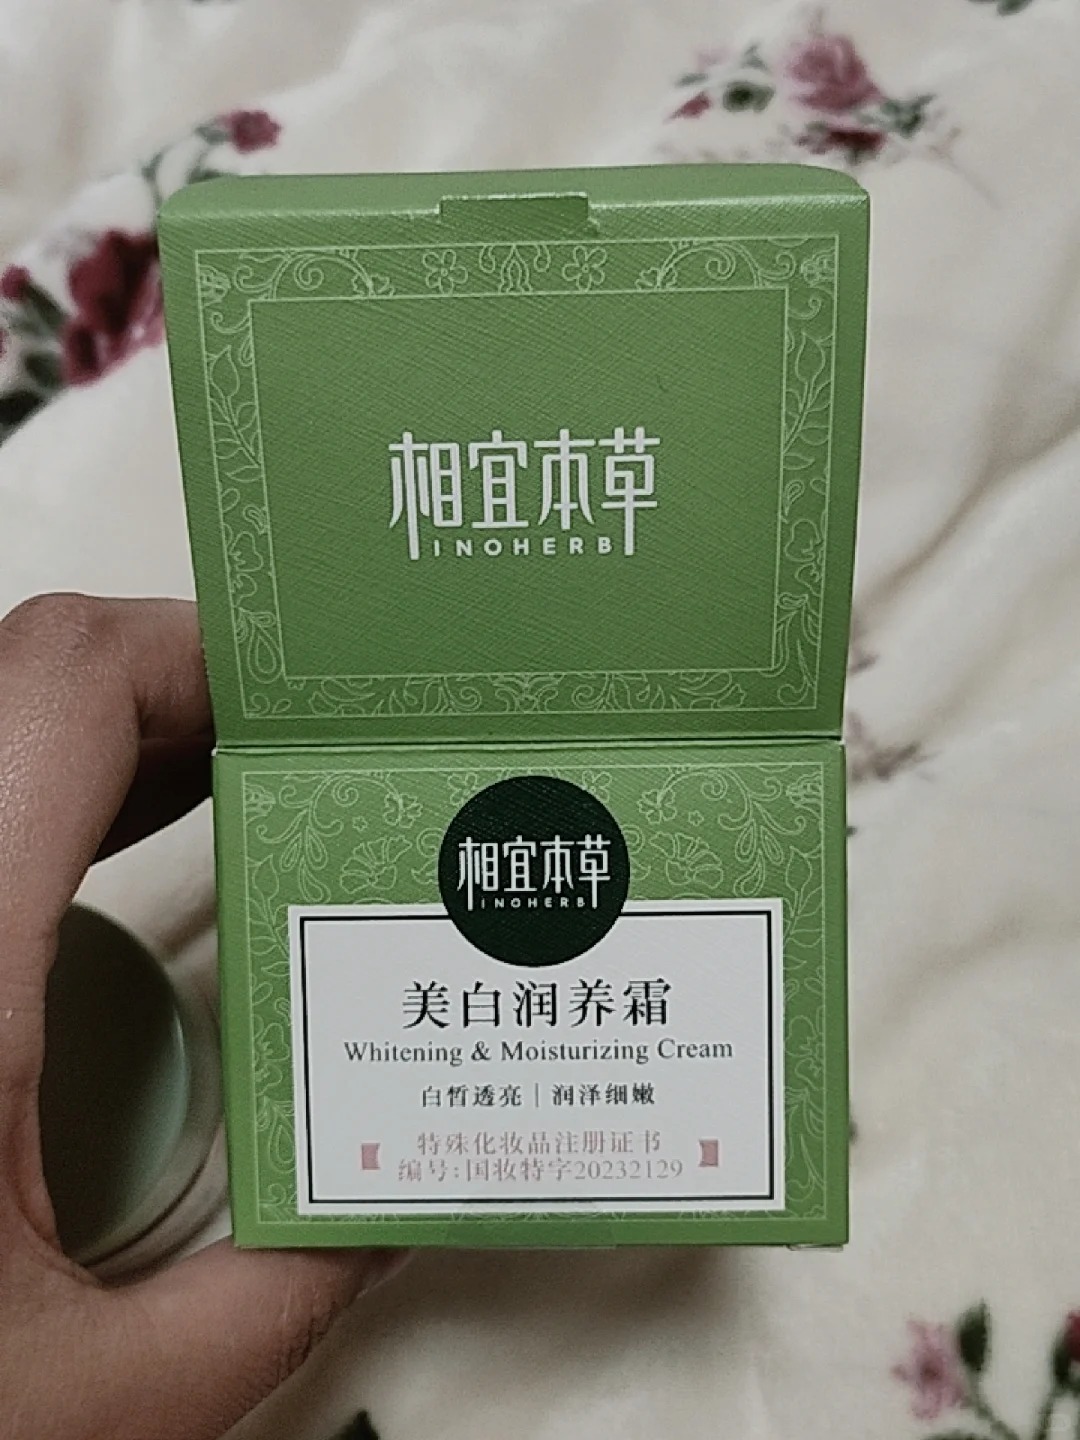 相宜本草
INOHERB
相宜本草
INOHERB
美白润养霜
Whitening & Moisturizing Cream
白皙透亮｜润泽细嫩
特殊化妆品注册证书
编号:国妆特字20232129